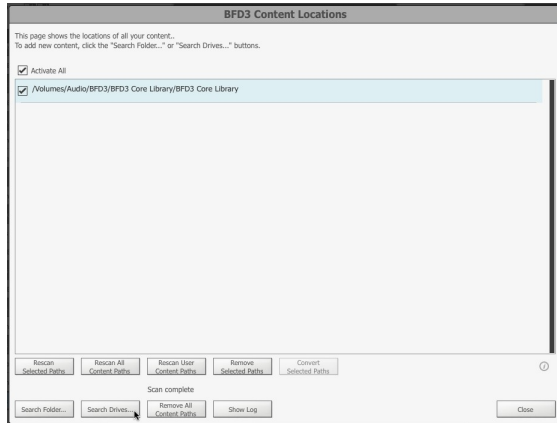 BFD3 Content Locations
This page shows the locations of all your content..
To add new content, click the "Search Folder..." or "Search Drives..." buttons.
Activate All
/Volumes/Audio/BFD3/BFD3 Core Library/BFD3 Core Library
Rescan
Selected Paths
Rescan All
Content Paths
Rescan User
Content Paths
Remove
Selected Paths
Convert
Selected Paths
i
Scan complete
Search Folder...
Search Drives...
Remove All
Content Paths
Show Log
Close